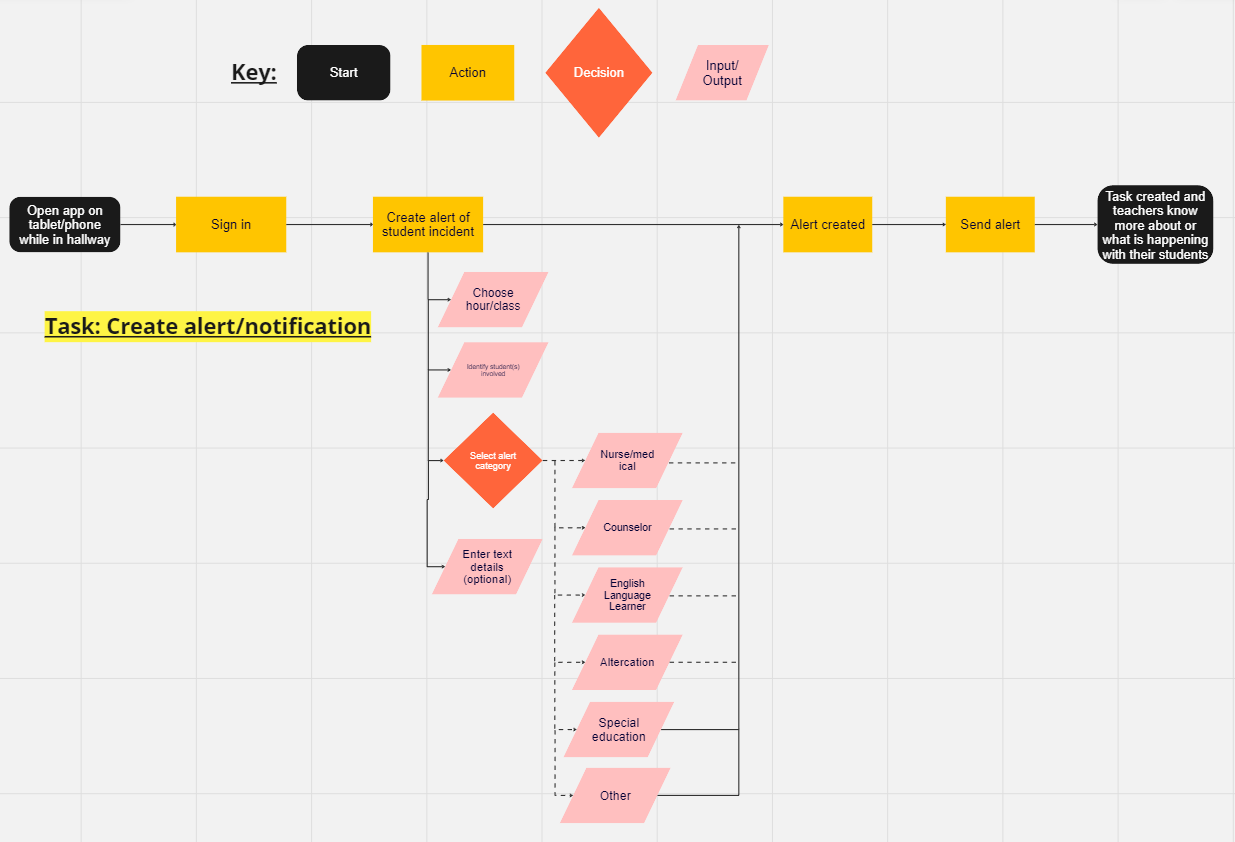 Key:
Start
Action
Decision
Input/
Output
Open app on
tablet/phone
while in hallway
Sign in
Create alert of
student incident
Alert created
Send alert
Task created and
teachers know
more about or
what is happening
with their students
Task: Create alert/notification
Choose
hour/class
Identify student(s)
involved
Select alert
category
Enter text
details
(optional)
Nurse/med
ical
Counselor
English
Language
Learner
Altercation
Special
education
Other